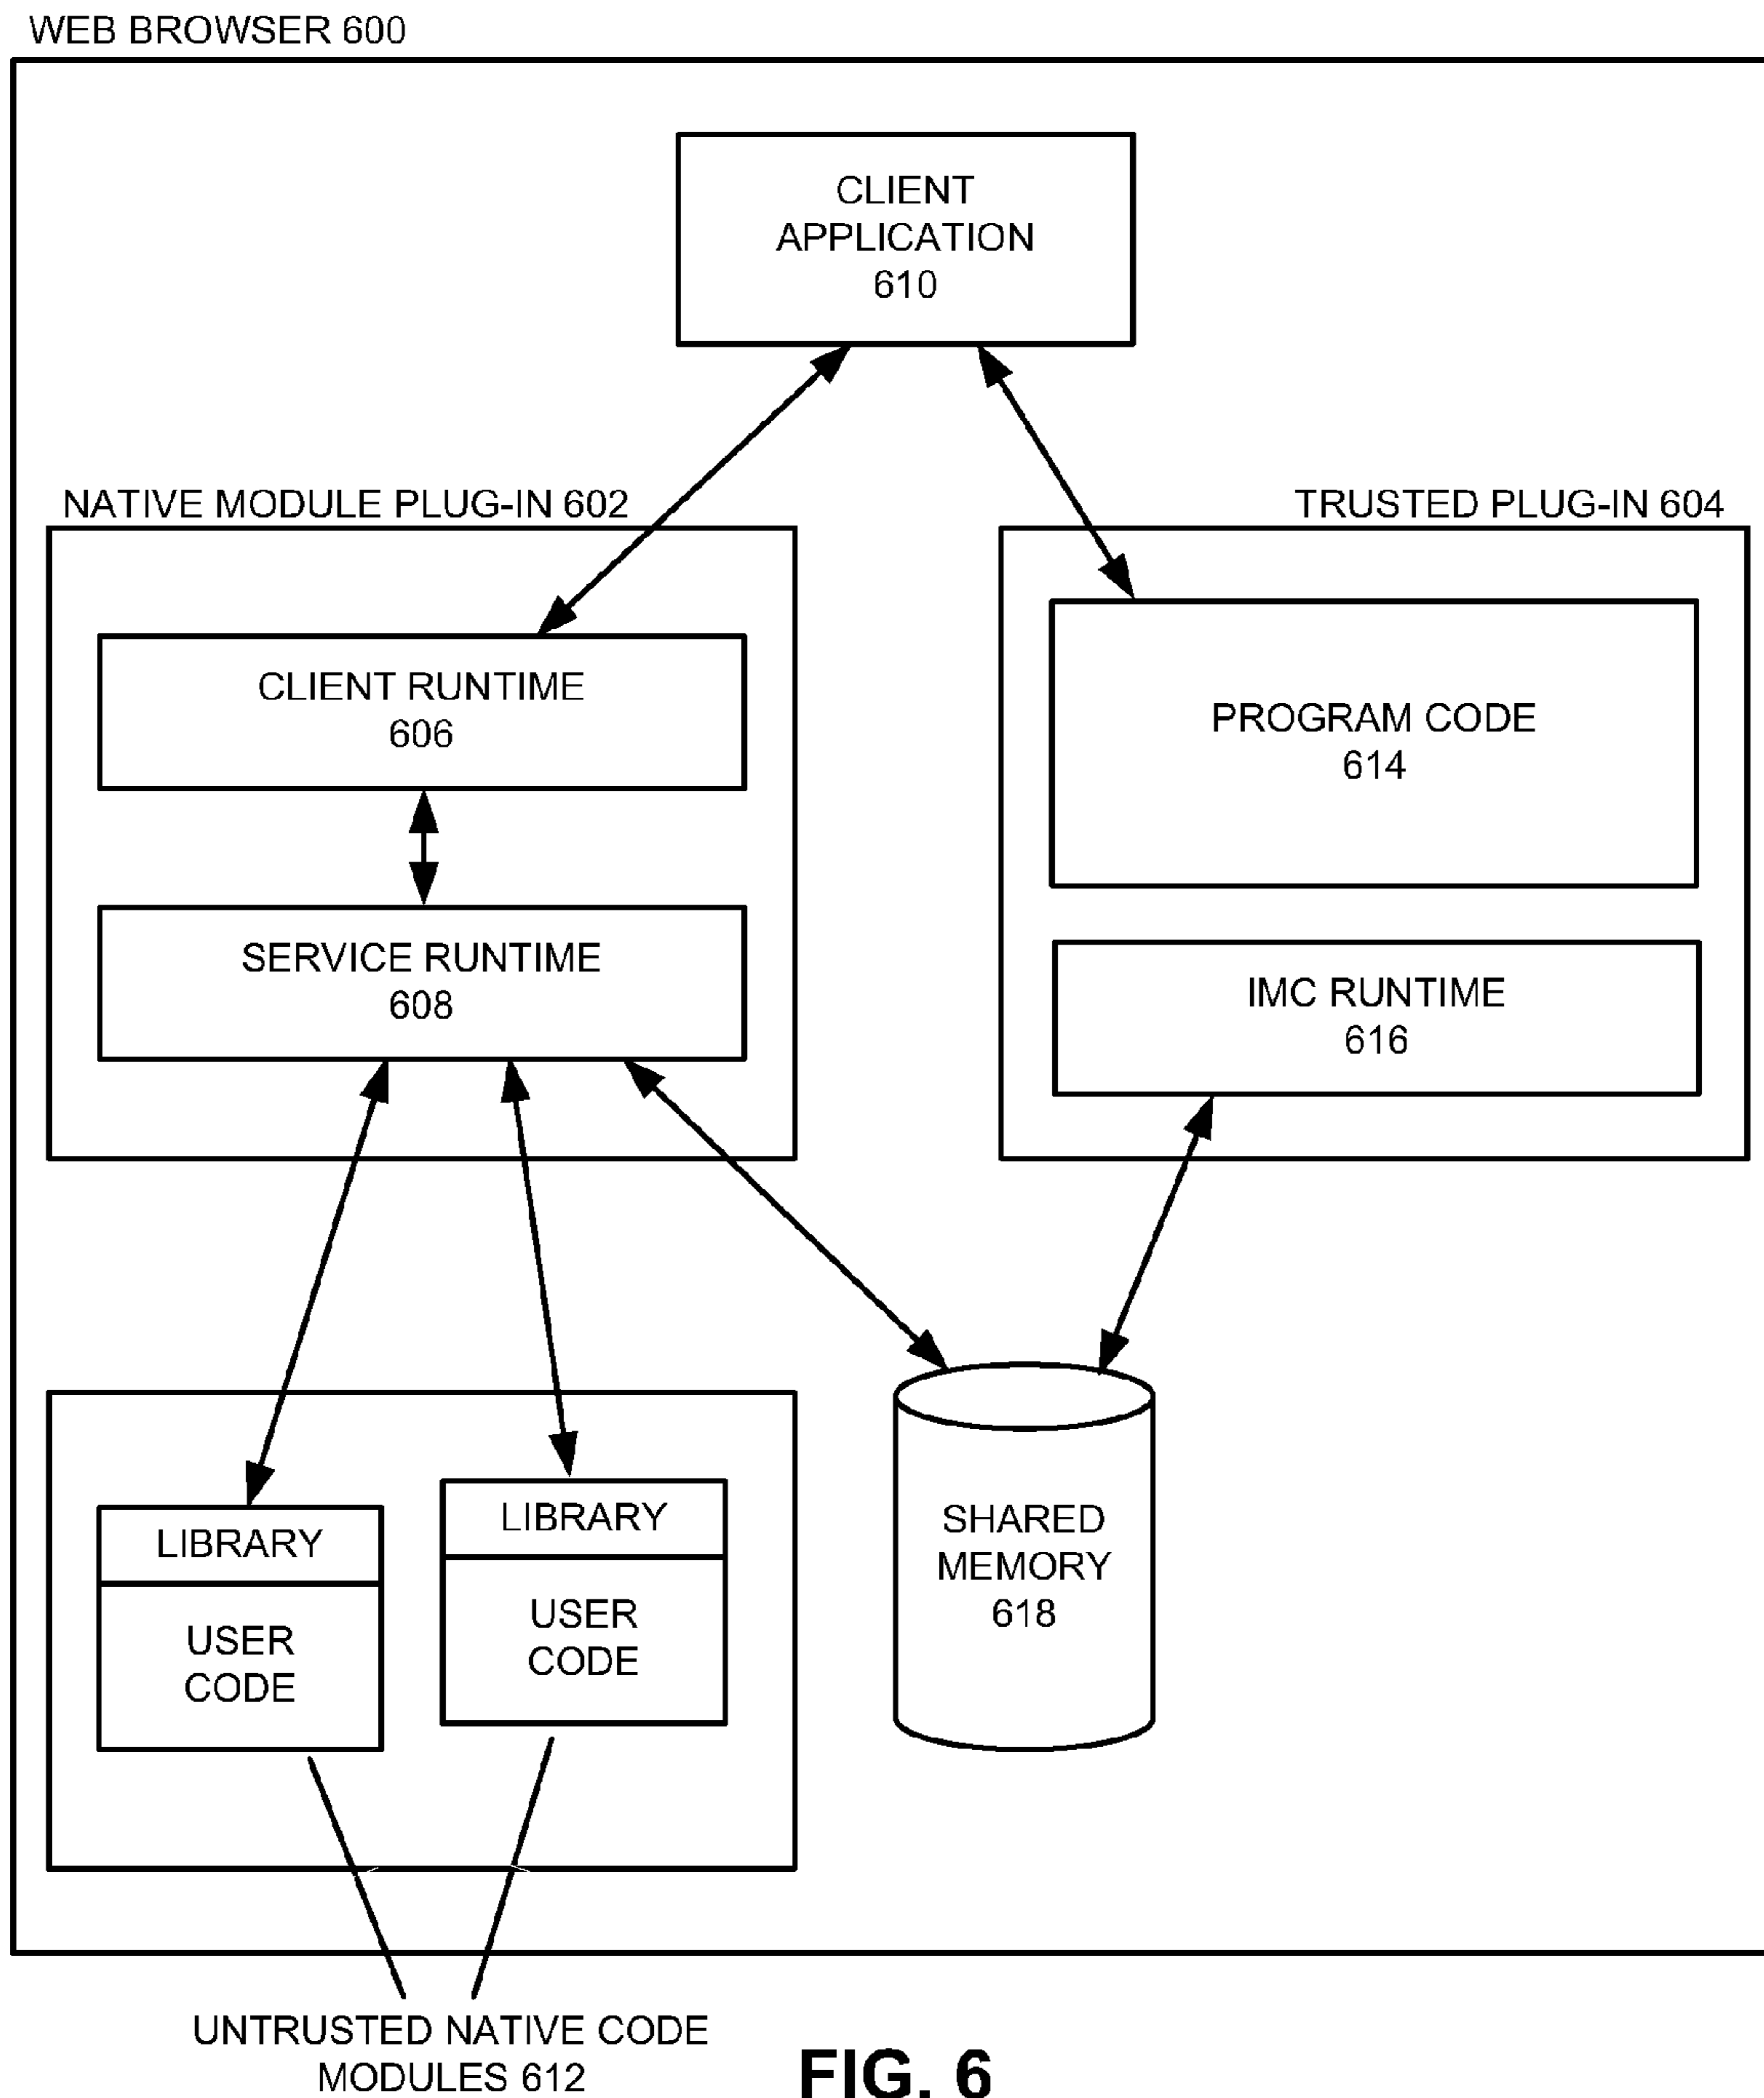 WEB BROWSER 600
CLIENT
APPLICATION
610
NATIVE MODULE PLUG-IN 602
TRUSTED PLUG-IN 604
CLIENT RUNTIME
606
PROGRAM CODE
614
SERVICE RUNTIME
608
IMC RUNTIME
616
LIBRARY
USER
CODE
LIBRARY
USER
CODE
SHARED
MEMORY
618
UNTRUSTED NATIVE CODE
MODULES 612
FIG. 6